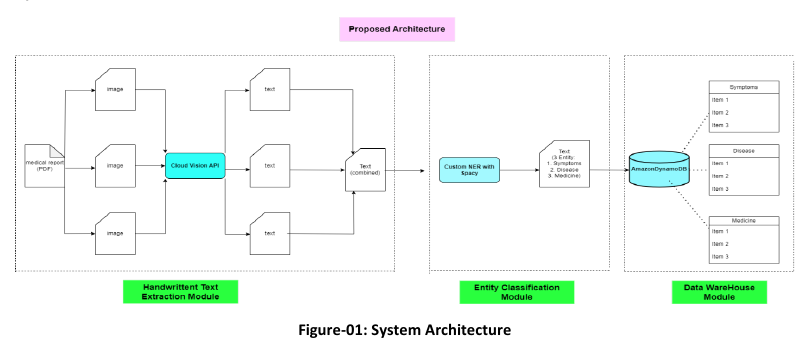 Proposed Architecture
medical report
(PDF)
image
image
image
Cloud Vision API
text
text
text
Text
(combined)
Custom NER with
Spacy
Text
(3 Entity:
1. Symptoms
2. Disease
3. Medicine)
AmazonDynamoDB
Symptoms
Item 1
Item 2
Item 3
Disease
Item 1
Item 2
Item 3
Medicine
Item 1
Item 2
Item 3
Handwrittent Text
Extraction Module
Entity Classification
Module
Data WareHouse
Module
Figure-01: System Architecture